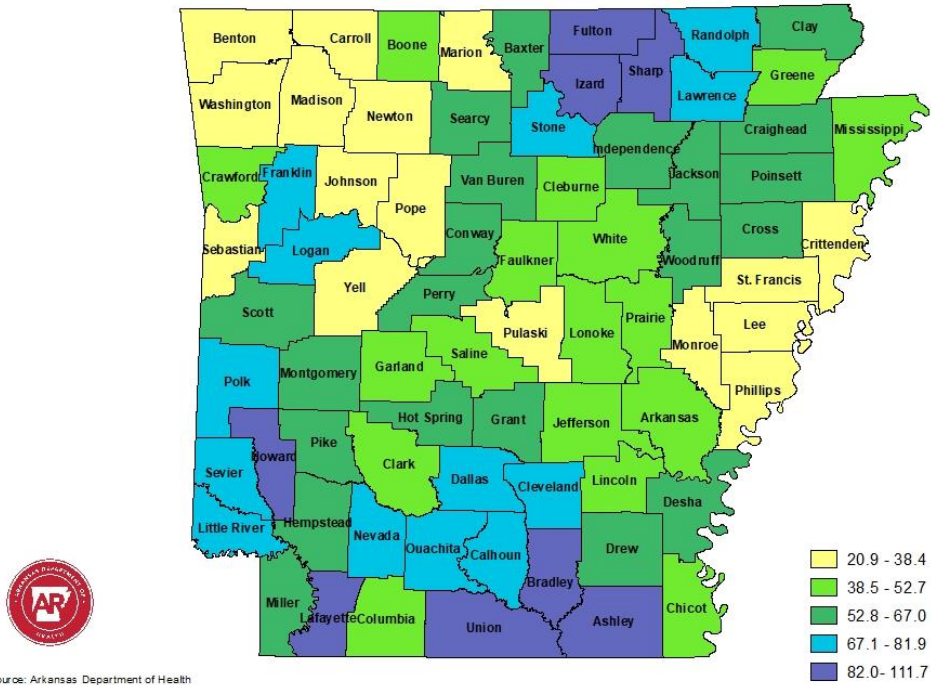 Benton
Carroll
Boone
Marion
Baxter
Fulton
Randolph
Clay
Izard
Sharp
Greene
Lawrence
Washington
Madison
Newton
Searcy
Stone
Independence
Craighead
Mississippi
Jackson
Poinsett
Crawford
Franklin
Johnson
Pope
Van Buren
Cleburne
Sebastian
Logan
Conway
Faulkner
White
Woodruff
Cross
Crittenden
St. Francis
Yell
Perry
Scott
Pulaski
Lonoke
Prairie
Monroe
Lee
Phillips
Polk
Montgomery
Garland
Saline
Hot Spring
Grant
Jefferson
Arkansas
Howard
Pike
Clark
Sevier
Dallas
Cleveland
Lincoln
Desha
Little River
Hempstead
Nevada
Ouachita
Calhoun
Bradley
Drew
Miller
Lafayette
Columbia
Union
Ashley
Chicot
20.9 - 38.4
38.5 - 52.7
52.8 - 67.0
67.1 - 81.9
82.0- 111.7
ARKANSAS DEPARTMENT OF
AR
HEALTH
ource: Arkansas Department of Health